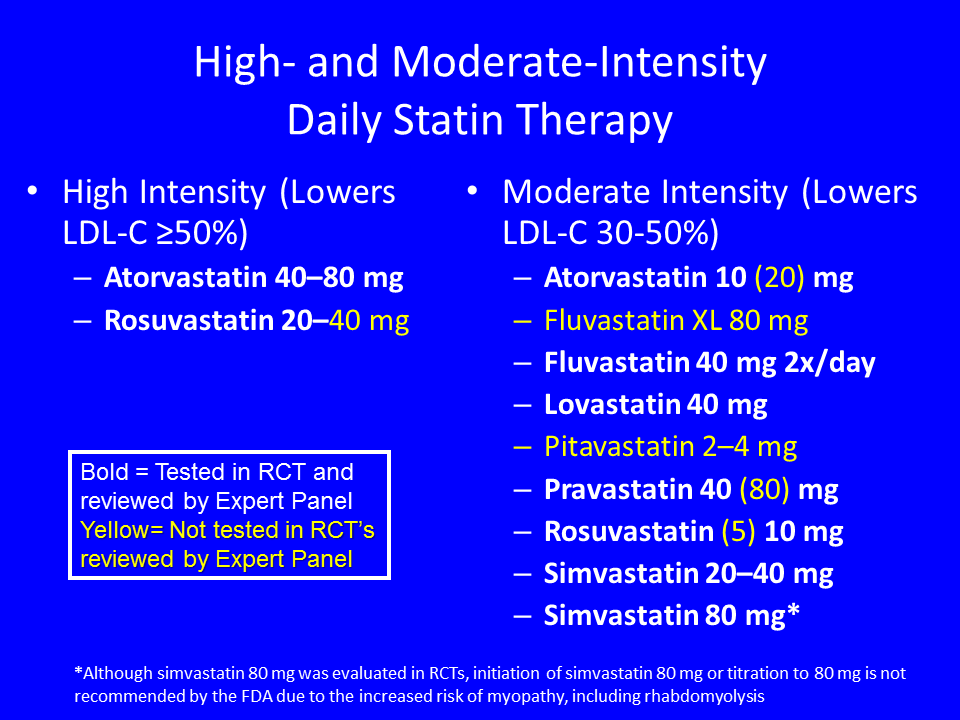 High- and Moderate-Intensity
Daily Statin Therapy
• High Intensity (Lowers
LDL-C ≥50%)
– Atorvastatin 40–80 mg
– Rosuvastatin 20–40 mg
Bold = Tested in RCT and
reviewed by Expert Panel
Yellow= Not tested in RCT’s
reviewed by Expert Panel
• Moderate Intensity (Lowers
LDL-C 30-50%)
– Atorvastatin 10 (20) mg
– Fluvastatin XL 80 mg
– Fluvastatin 40 mg 2x/day
– Lovastatin 40 mg
– Pitavastatin 2–4 mg
– Pravastatin 40 (80) mg
– Rosuvastatin (5) 10 mg
– Simvastatin 20–40 mg
– Simvastatin 80 mg*
*Although simvastatin 80 mg was evaluated in RCTs, initiation of simvastatin 80 mg or titration to 80 mg is not
recommended by the FDA due to the increased risk of myopathy, including rhabdomyolysis